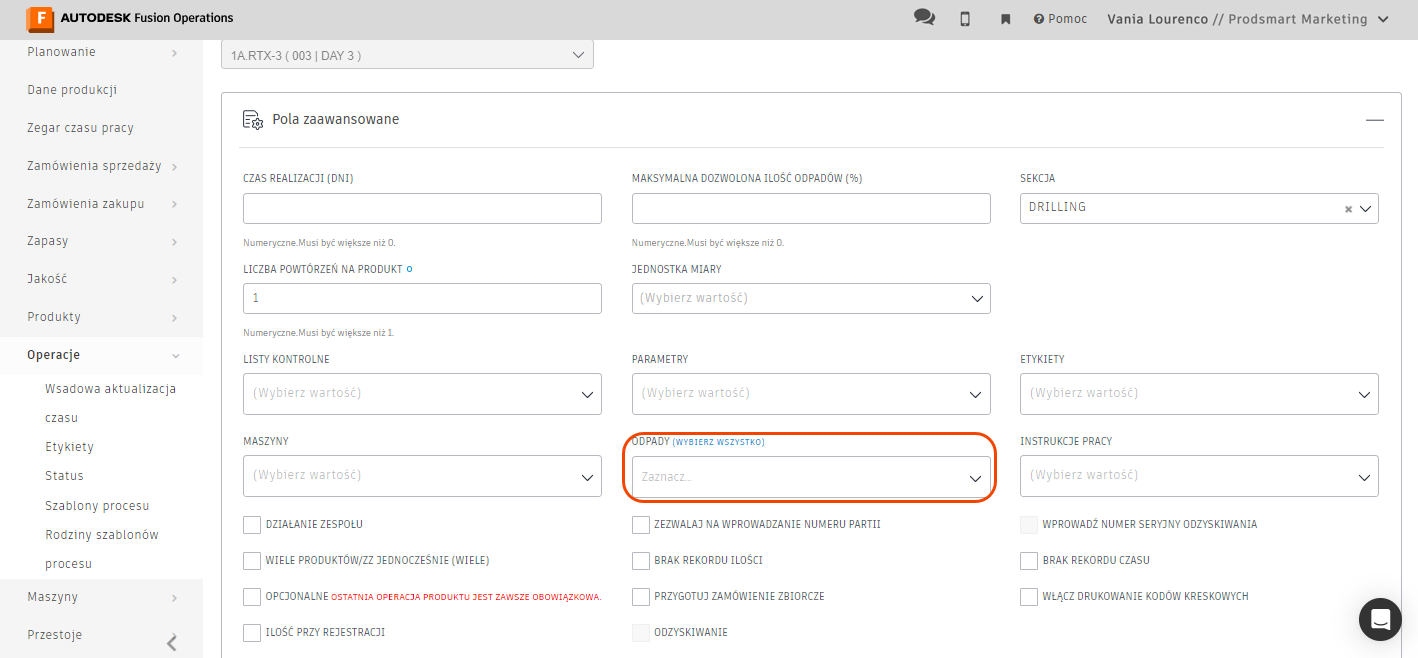 AUTODESK Fusion Operations
Pomoc
Vania Lourenco // Prodsmart Marketing
Planowanie
Dane produkcji
Zegar czasu pracy
Zamówienia sprzedaży
Zamówienia zakupu
Zapasy
Jakość
Produkty
Operacje
Wsadowa aktualizacja
czasu
Etykiety
Status
Szablony procesu
Rodziny szablonów
procesu
Maszyny
Przestoje
1A.RTX-3 ( 003 | DAY 3 )
Pola zaawansowane
CZAS REALIZACJI (DNI)
MAKSYMALNA DOZWOLONA ILOŚĆ ODPADÓW (%)
SEKCJA
DRILLING
Numeryczne.Musi być większe niż 0.
Numeryczne.Musi być większe niż 0.
LICZBA POWTÓRZEŃ NA PRODUKT
JEDNOSTKA MIARY
1
(Wybierz wartość)
Numeryczne.Musi być większe niż 1.
LISTY KONTROLNE
PARAMETRY
ETYKIETY
(Wybierz wartość)
(Wybierz wartość)
(Wybierz wartość)
MASZYNY
ODPADY (WYBIERZ WSZYSTKO)
INSTRUKCJE PRACY
(Wybierz wartość)
Zaznacz...
(Wybierz wartość)
DZIAŁANIE ZESPOŁU
ZEZWALAJ NA WPROWADZANIE NUMERU PARTII
WPROWADŹ NUMER SERYJNY ODZYSKIWANIA
WIELE PRODUKTÓW/ZZ JEDNOCZEŚNIE (WIELE)
BRAK REKORDU ILOŚCI
BRAK REKORDU CZASU
OPCJONALNE OSTATNIA OPERACJA PRODUKTU JEST ZAWSZE OBOWIĄZKOWA.
PRZYGOTUJ ZAMÓWIENIE ZBIORCZE
WŁĄCZ DRUKOWANIE KODÓW KRESKOWYCH
ILOŚĆ PRZY REJESTRACJI
ODZYSKIWANIE